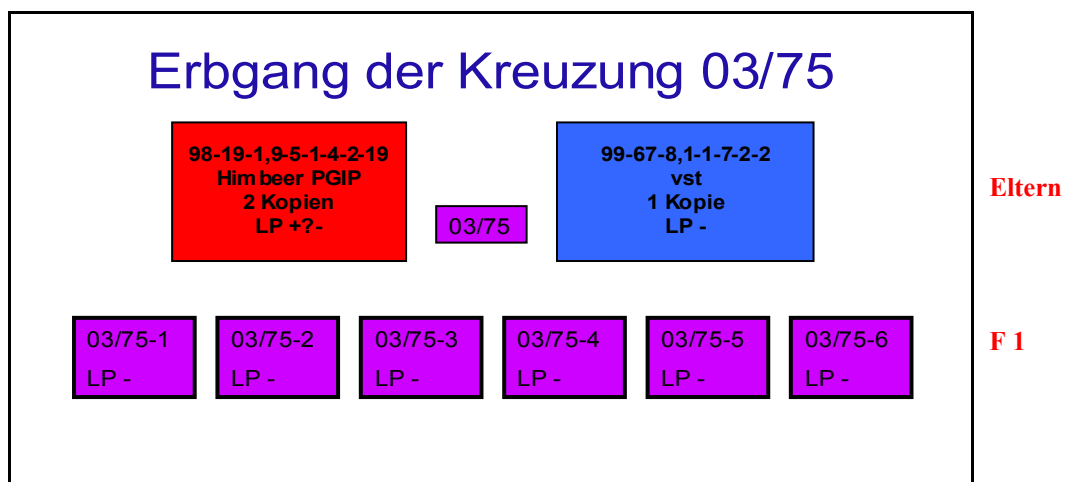 Erbgang der Kreuzung 03/75
98-19-1,9-5-1-4-2-19
Himbeer PGIP
2 Kopien
LP +?-
99-67-8,1-1-7-2-2
vst
1 Kopie
LP -
03/75
Eltern
03/75-1
LP -
03/75-2
LP -
03/75-3
LP -
03/75-4
LP -
03/75-5
LP -
03/75-6
LP -
F 1